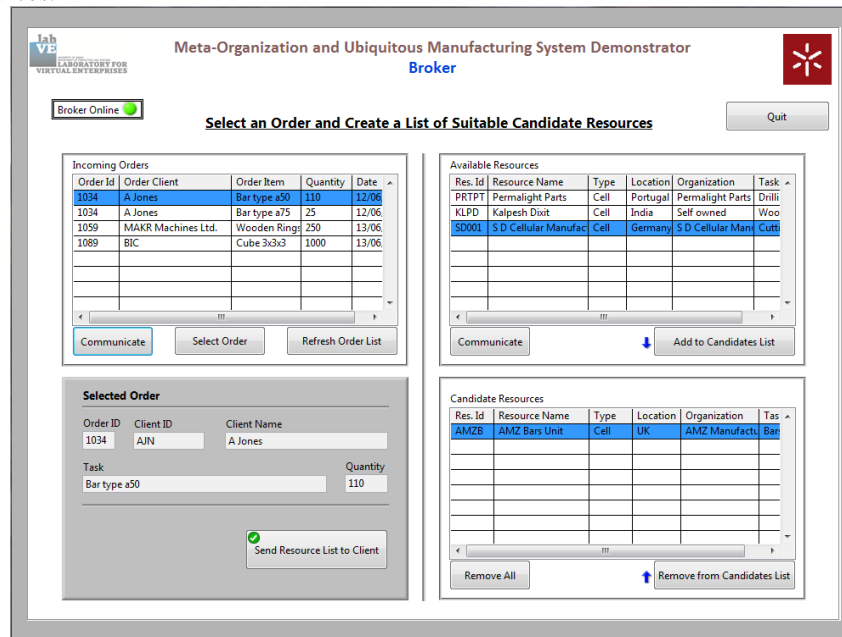 lab
VE
LABORATORY FOR
VIRTUAL ENTERPRISES
Meta-Organization and Ubiquitous Manufacturing System Demonstrator
Broker
Broker Online
Select an Order and Create a List of Suitable Candidate Resources
Quit
Incoming Orders
Order Id Order Client Order Item Quantity Date
1034 A Jones Bar type a50 110 12/06
1034 A Jones Bar type a75 25 12/06
1059 MAKR Machines Ltd. Wooden Rings 250 13/06
1089 BIC Cube 3x3x3 1000 13/06
Communicate Select Order Refresh Order List
Available Resources
Res. Id Resource Name Type Location Organization Task
PRTPT Permalight Parts Cell Portugal Permalight Parts Drilli
KLPD Kalpesh Dixit Cell India Self owned Woo
SD001 S D Cellular Manufac Cell Germany S D Cellular Man Cutti
Communicate Add to Candidates List
Selected Order
Order ID Client ID Client Name
1034 AJN A Jones
Task Quantity
Bar type a50 110
Send Resource List to Client
Candidate Resources
Res. Id Resource Name Type Location Organization Tas
AMZB AMZ Bars Unit Cell UK AMZ Manufactu Bar
Remove All Remove from Candidates List